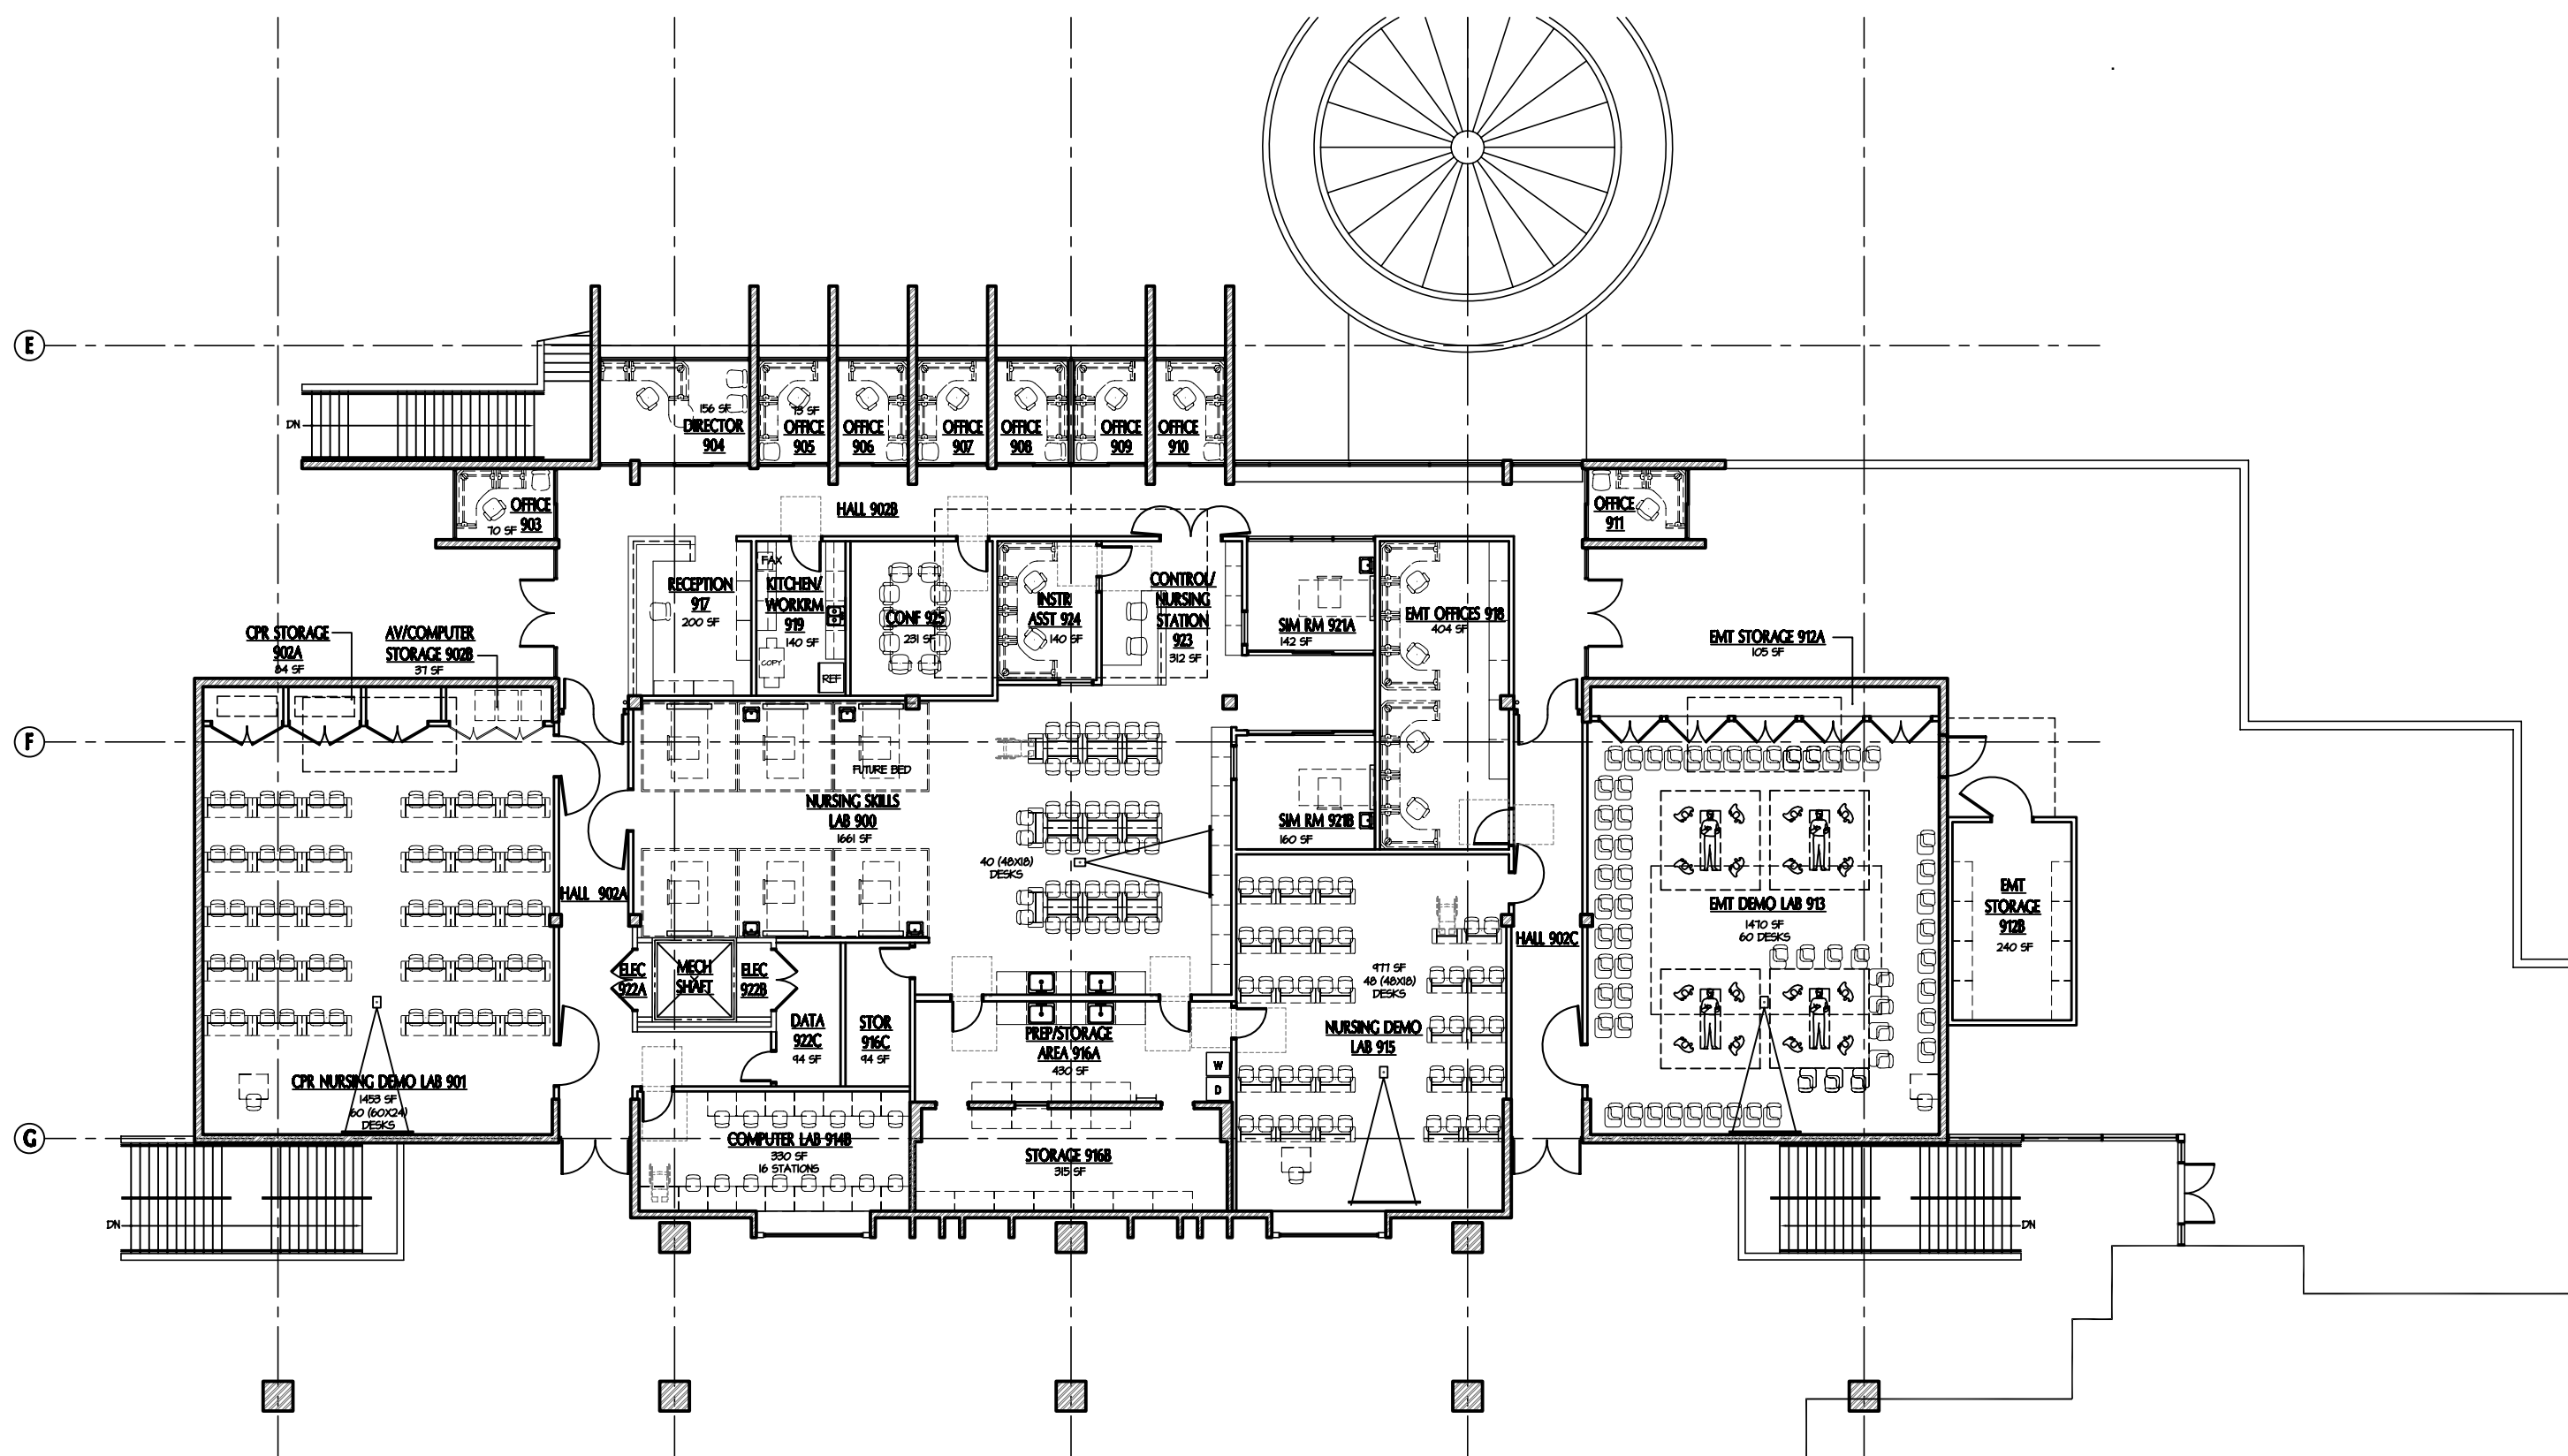 E
DN
156 SF
DIRECTOR
904
13 SF
OFFICE
905
OFFICE
906
OFFICE
907
OFFICE
908
OFFICE
909
OFFICE
910
OFFICE
903
70 SF
HALL 902B
OFFICE
911
FAX
RECEPTION
917
200 SF
KITCHEN/
WORKRM
919
140 SF
COPY
REF
CONF 925
231 SF
INSTR
ASST 924
140 SF
CONTROL/
NURSING
STATION
923
312 SF
SIM RM 921A
142 SF
EMT OFFICES 918
404 SF
CPR STORAGE
902A
84 SF
AV/COMPUTER
STORAGE 902B
37 SF
EMT STORAGE 912A
105 SF
F
FUTURE BED
NURSING SKILLS
LAB 900
1661 SF
40 (48X18)
DESKS
SIM RM 921B
160 SF
HALL 902A
EMT DEMO LAB 913
1470 SF
60 DESKS
EMT
STORAGE
912B
240 SF
HALL 902C
ELEC
922A
MECH
SHAFT
ELEC
922B
977 SF
48 (48X18)
DESKS
NURSING DEMO
LAB 915
DATA
922C
94 SF
STOR
916C
94 SF
PREP/STORAGE
AREA 916A
430 SF
W
D
CPR NURSING DEMO LAB 901
1453 SF
60 (60X24)
DESKS
G
COMPUTER LAB 914B
330 SF
16 STATIONS
STORAGE 916B
315 SF
DN
DN